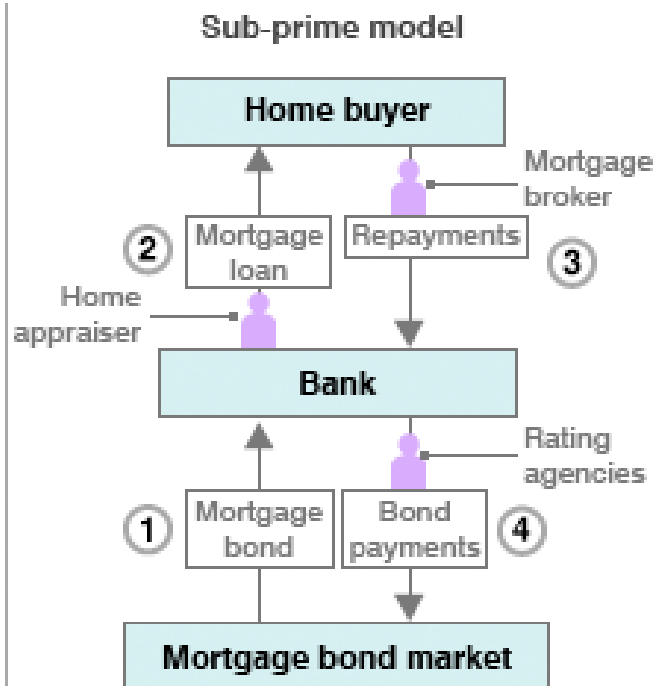 Sub-prime model
Home buyer
Mortgage
broker
2
Mortgage
loan
Repayments
3
Home
appraiser
Bank
Rating
agencies
1
Mortgage
bond
Bond
payments
4
Mortgage bond market